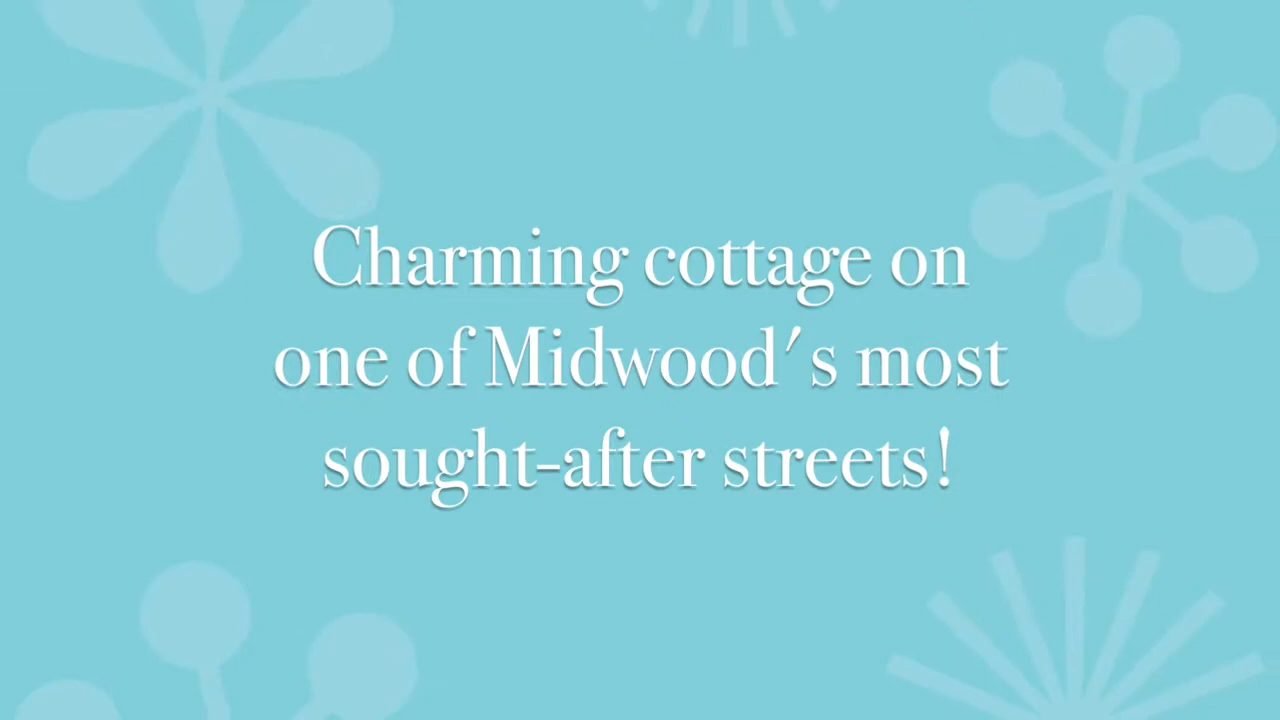 Charming cottage on
one of Midwood's most
sought-after streets!